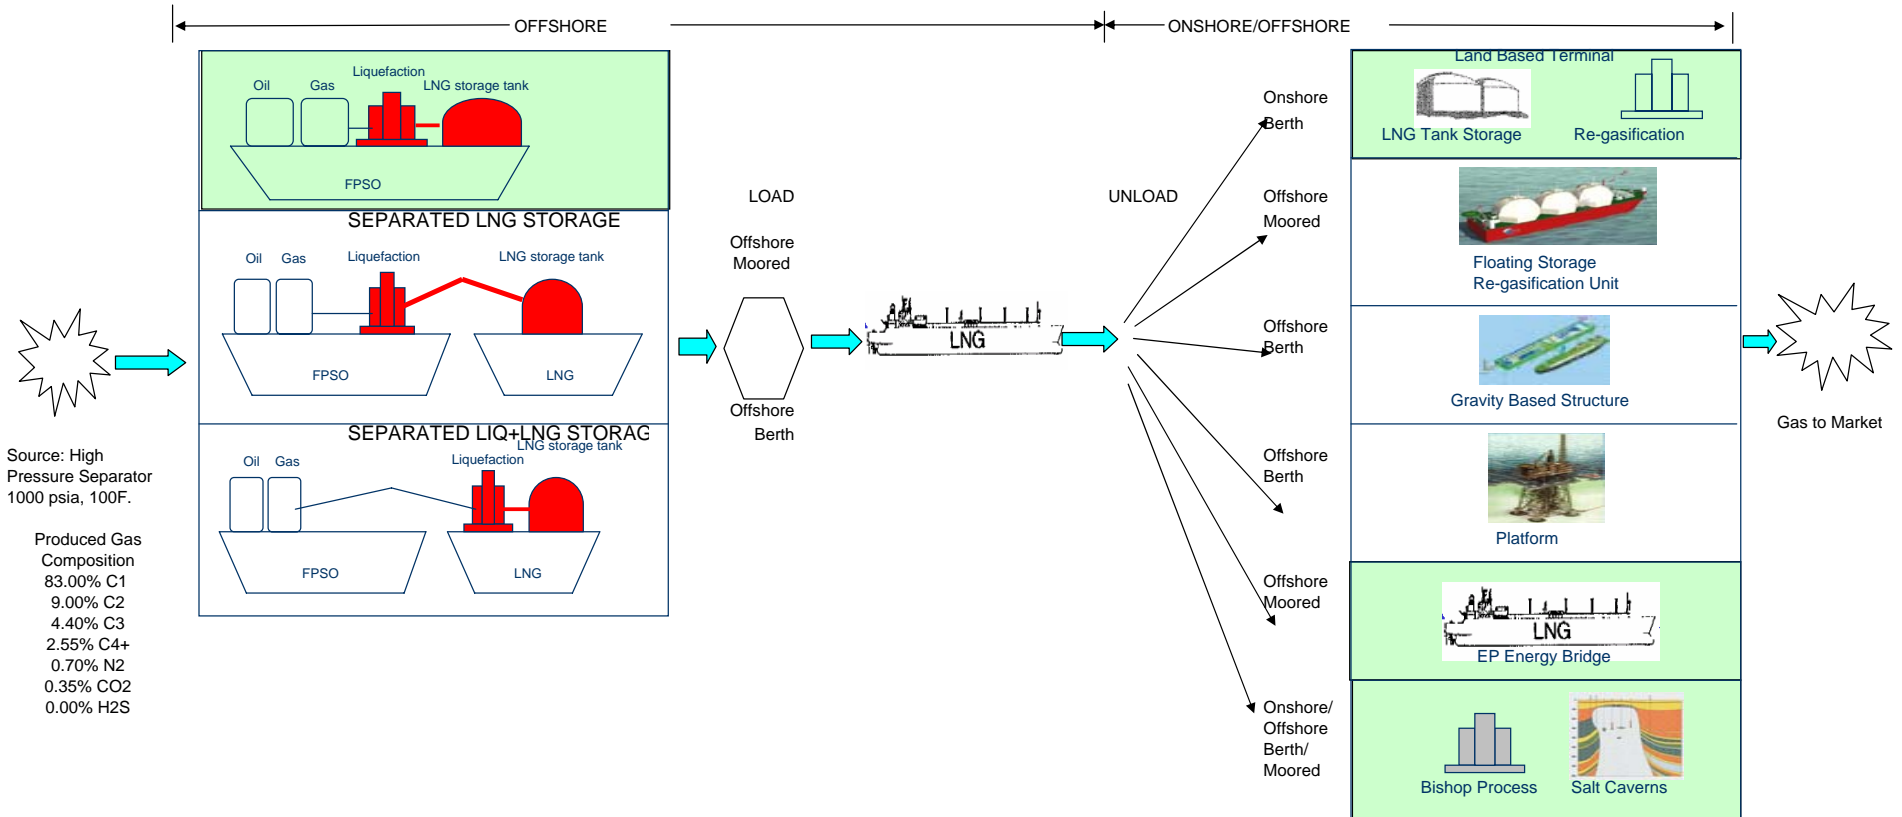 OFFSHORE
ONSHORE/OFFSHORE
Liquefaction
Oil Gas LNG storage tank
FPSO
SEPARATED LNG STORAGE
Oil Gas Liquefaction LNG storage tank
FPSO LNG
SEPARATED LIQ+LNG STORAG
LNG storage tank
Oil Gas Liquefaction
FPSO LNG
Source: High
Pressure Separator
1000 psia, 100F.
Produced Gas
Composition
83.00% C1
9.00% C2
4.40% C3
2.55% C4+
0.70% N2
0.35% CO2
0.00% H2S
LOAD
Offshore
Moored
Offshore
Berth
LNG
UNLOAD
Onshore
Berth
Offshore
Moored
Offshore
Berth
Offshore
Berth
Offshore
Moored
Onshore/
Offshore
Berth/
Moored
Land Based Terminal
LNG Tank Storage Re-gasification
Floating Storage
Re-gasification Unit
Gravity Based Structure
Platform
LNG
EP Energy Bridge
Bishop Process Salt Caverns
Gas to Market